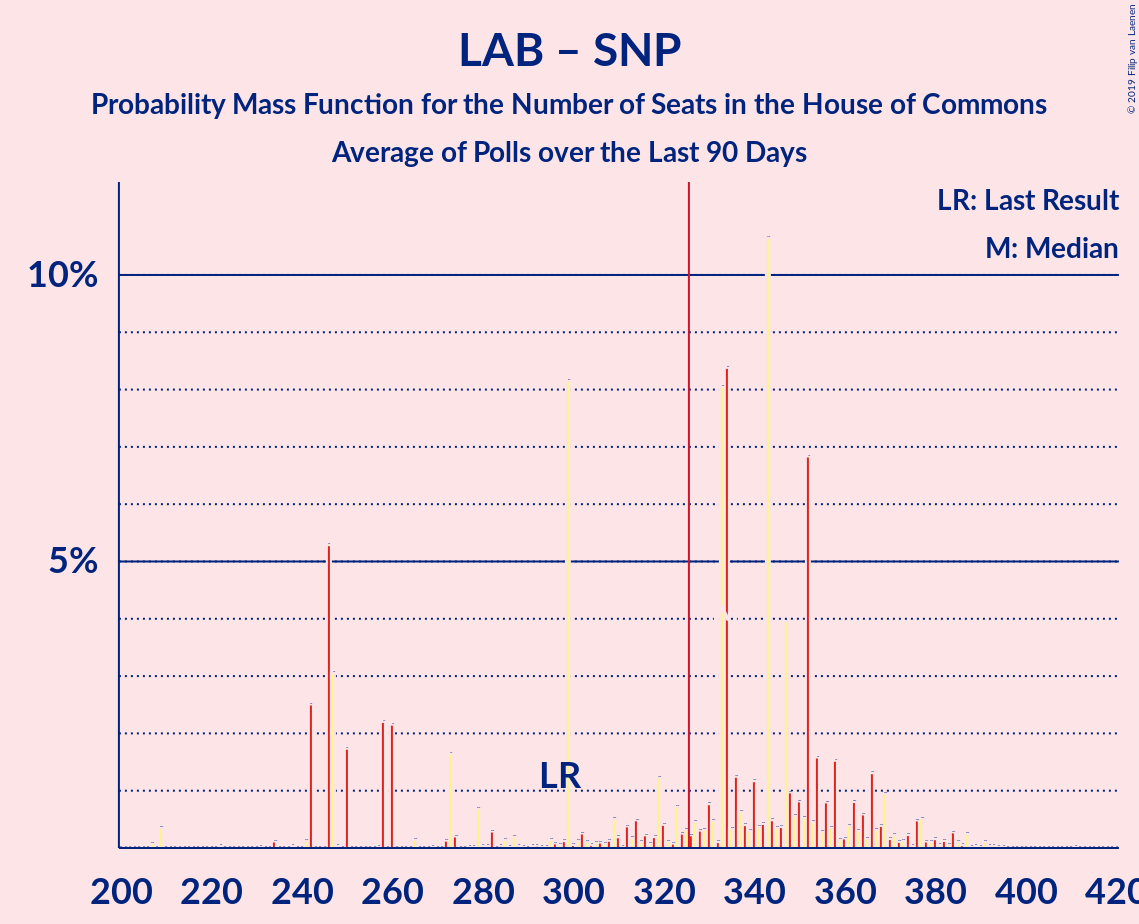 LAB – SNP
Probability Mass Function for the Number of Seats in the House of Commons
Average of Polls over the Last 90 Days
© 2019 Filip van Laenen
LR: Last Result
M: Median
10%
5%
LR
200 220 240 260 280 300 320 340 360 380 400 420